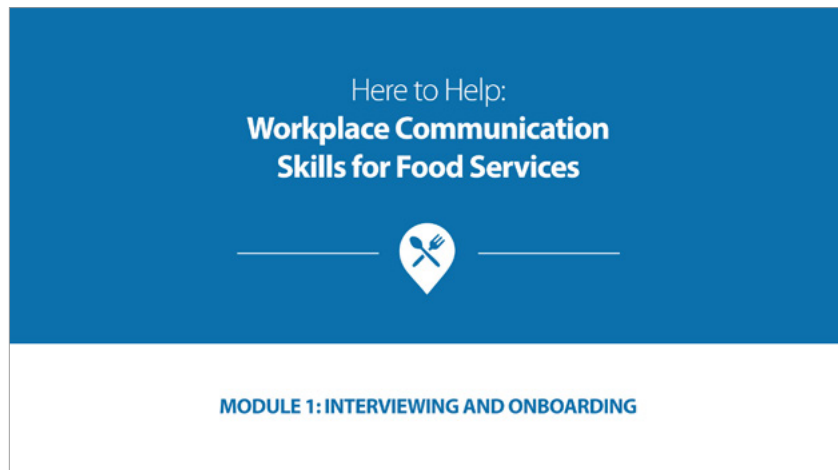 Here to Help:
Workplace Communication
Skills for Food Services
MODULE 1: INTERVIEWING AND ONBOARDING